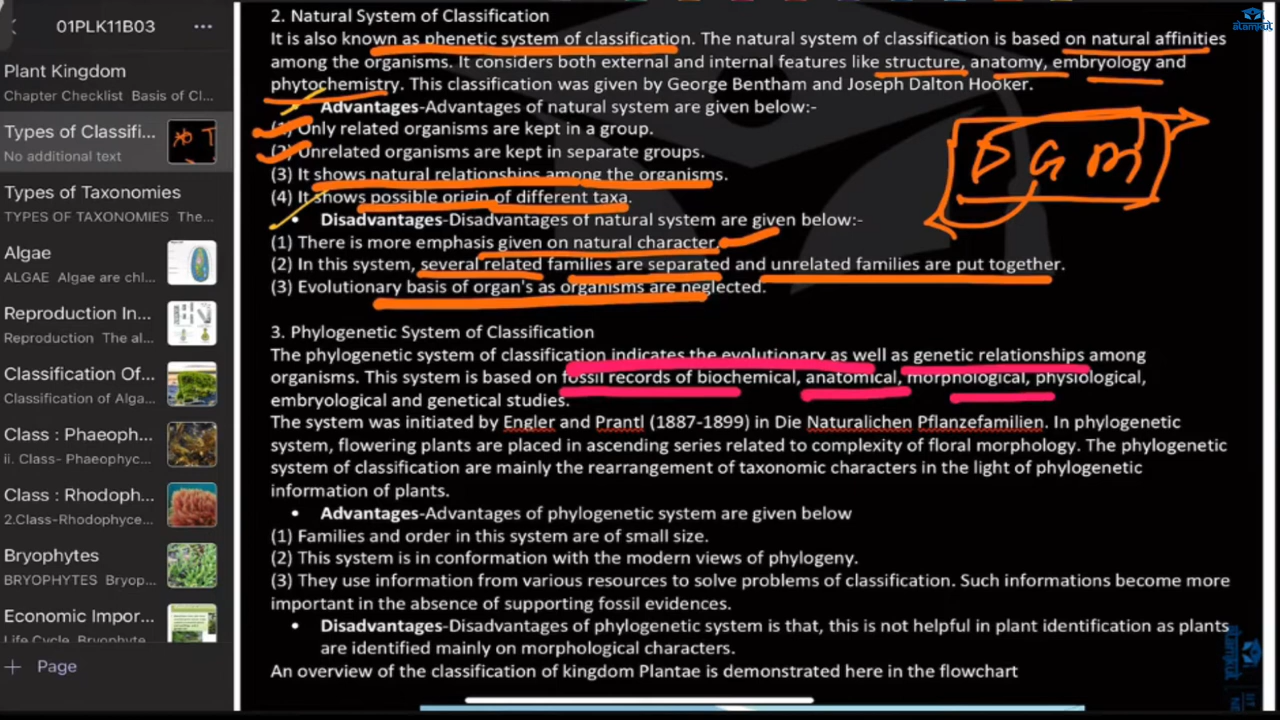 01PLK11B03
Plant Kingdom
Chapter Checklist Basis of Cl...
Types of Classifi...
No additional text
Types of Taxonomies
TYPES OF TAXONOMIES The...
Algae
ALGAE Algae are chl...
Reproduction In...
Reproduction The al...
Classification Of...
Classification of Alga...
Class : Phaeoph...
ii. Class- Phaeophyc...
Class : Rhodoph...
2.Class-Rhodophyce...
Bryophytes
BRYOPHYTES Bryop...
Economic Impor...
Life Cycle, Bryophyte...
+ Page
2. Natural System of Classification
It is also known as phenetic system of classification. The natural system of classification is based on natural affinities
among the organisms. It considers both external and internal features like structure, anatomy, embryology and
phytochemistry. This classification was given by George Bentham and Joseph Dalton Hooker.
• Advantages-Advantages of natural system are given below:-
(1) Only related organisms are kept in a group.
(2) Unrelated organisms are kept in separate groups.
(3) It shows natural relationships among the organisms.
(4) It shows possible origin of different taxa.
• Disadvantages-Disadvantages of natural system are given below:-
(1) There is more emphasis given on natural character.
(2) In this system, several related families are separated and unrelated families are put together.
(3) Evolutionary basis of organ's as organisms are neglected.
D G M
3. Phylogenetic System of Classification
The phylogenetic system of classification indicates the evolutionary as well as genetic relationships among
organisms. This system is based on fossil records of biochemical, anatomical, morphological, physiological,
embryological and genetical studies.
The system was initiated by Engler and Prantl (1887-1899) in Die Naturalichen Pflanzefamilien. In phylogenetic
system, flowering plants are placed in ascending series related to complexity of floral morphology. The phylogenetic
system of classification are mainly the rearrangement of taxonomic characters in the light of phylogenetic
information of plants.
• Advantages-Advantages of phylogenetic system are given below
(1) Families and order in this system are of small size.
(2) This system is in conformation with the modern views of phylogeny.
(3) They use information from various resources to solve problems of classification. Such informations become more
important in the absence of supporting fossil evidences.
• Disadvantages-Disadvantages of phylogenetic system is that, this is not helpful in plant identification as plants
are identified mainly on morphological characters.
An overview of the classification of kingdom Plantae is demonstrated here in the flowchart